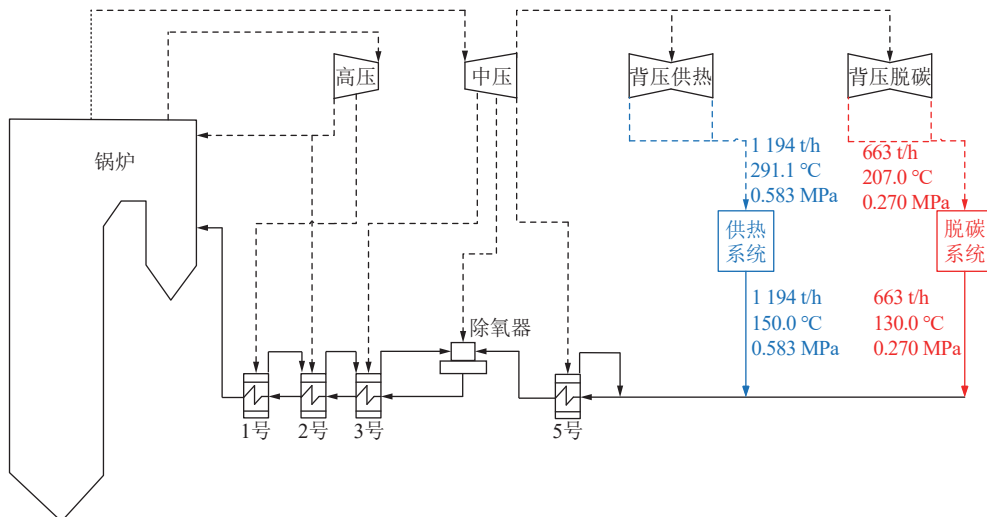 高压
中压
背压供热
背压脱碳
锅炉
1 194 t/h
291.1 ℃
0.583 MPa
663 t/h
207.0 ℃
0.270 MPa
供热
系统
脱碳
系统
1 194 t/h
150.0 ℃
0.583 MPa
663 t/h
130.0 ℃
0.270 MPa
除氧器
1号
2号
3号
5号